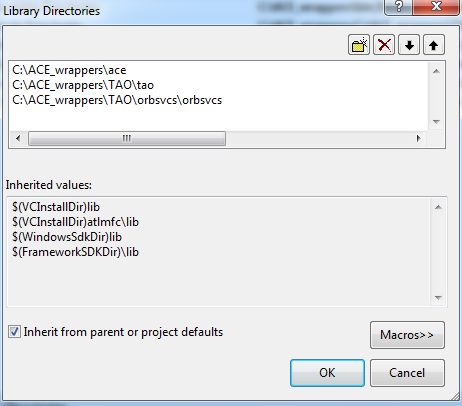 Library Directories
C:\ACE_wrappers\ace
C:\ACE_wrappers\TAO\tao
C:\ACE_wrappers\TAO\orbsvcs\orbsvcs
Inherited values:
$(VCInstallDir)lib
$(VCInstallDir)atlmfc\lib
$(WindowsSdkDir)lib
$(FrameworkSDKDir)\lib
Inherit from parent or project defaults
Macros>>
OK
Cancel